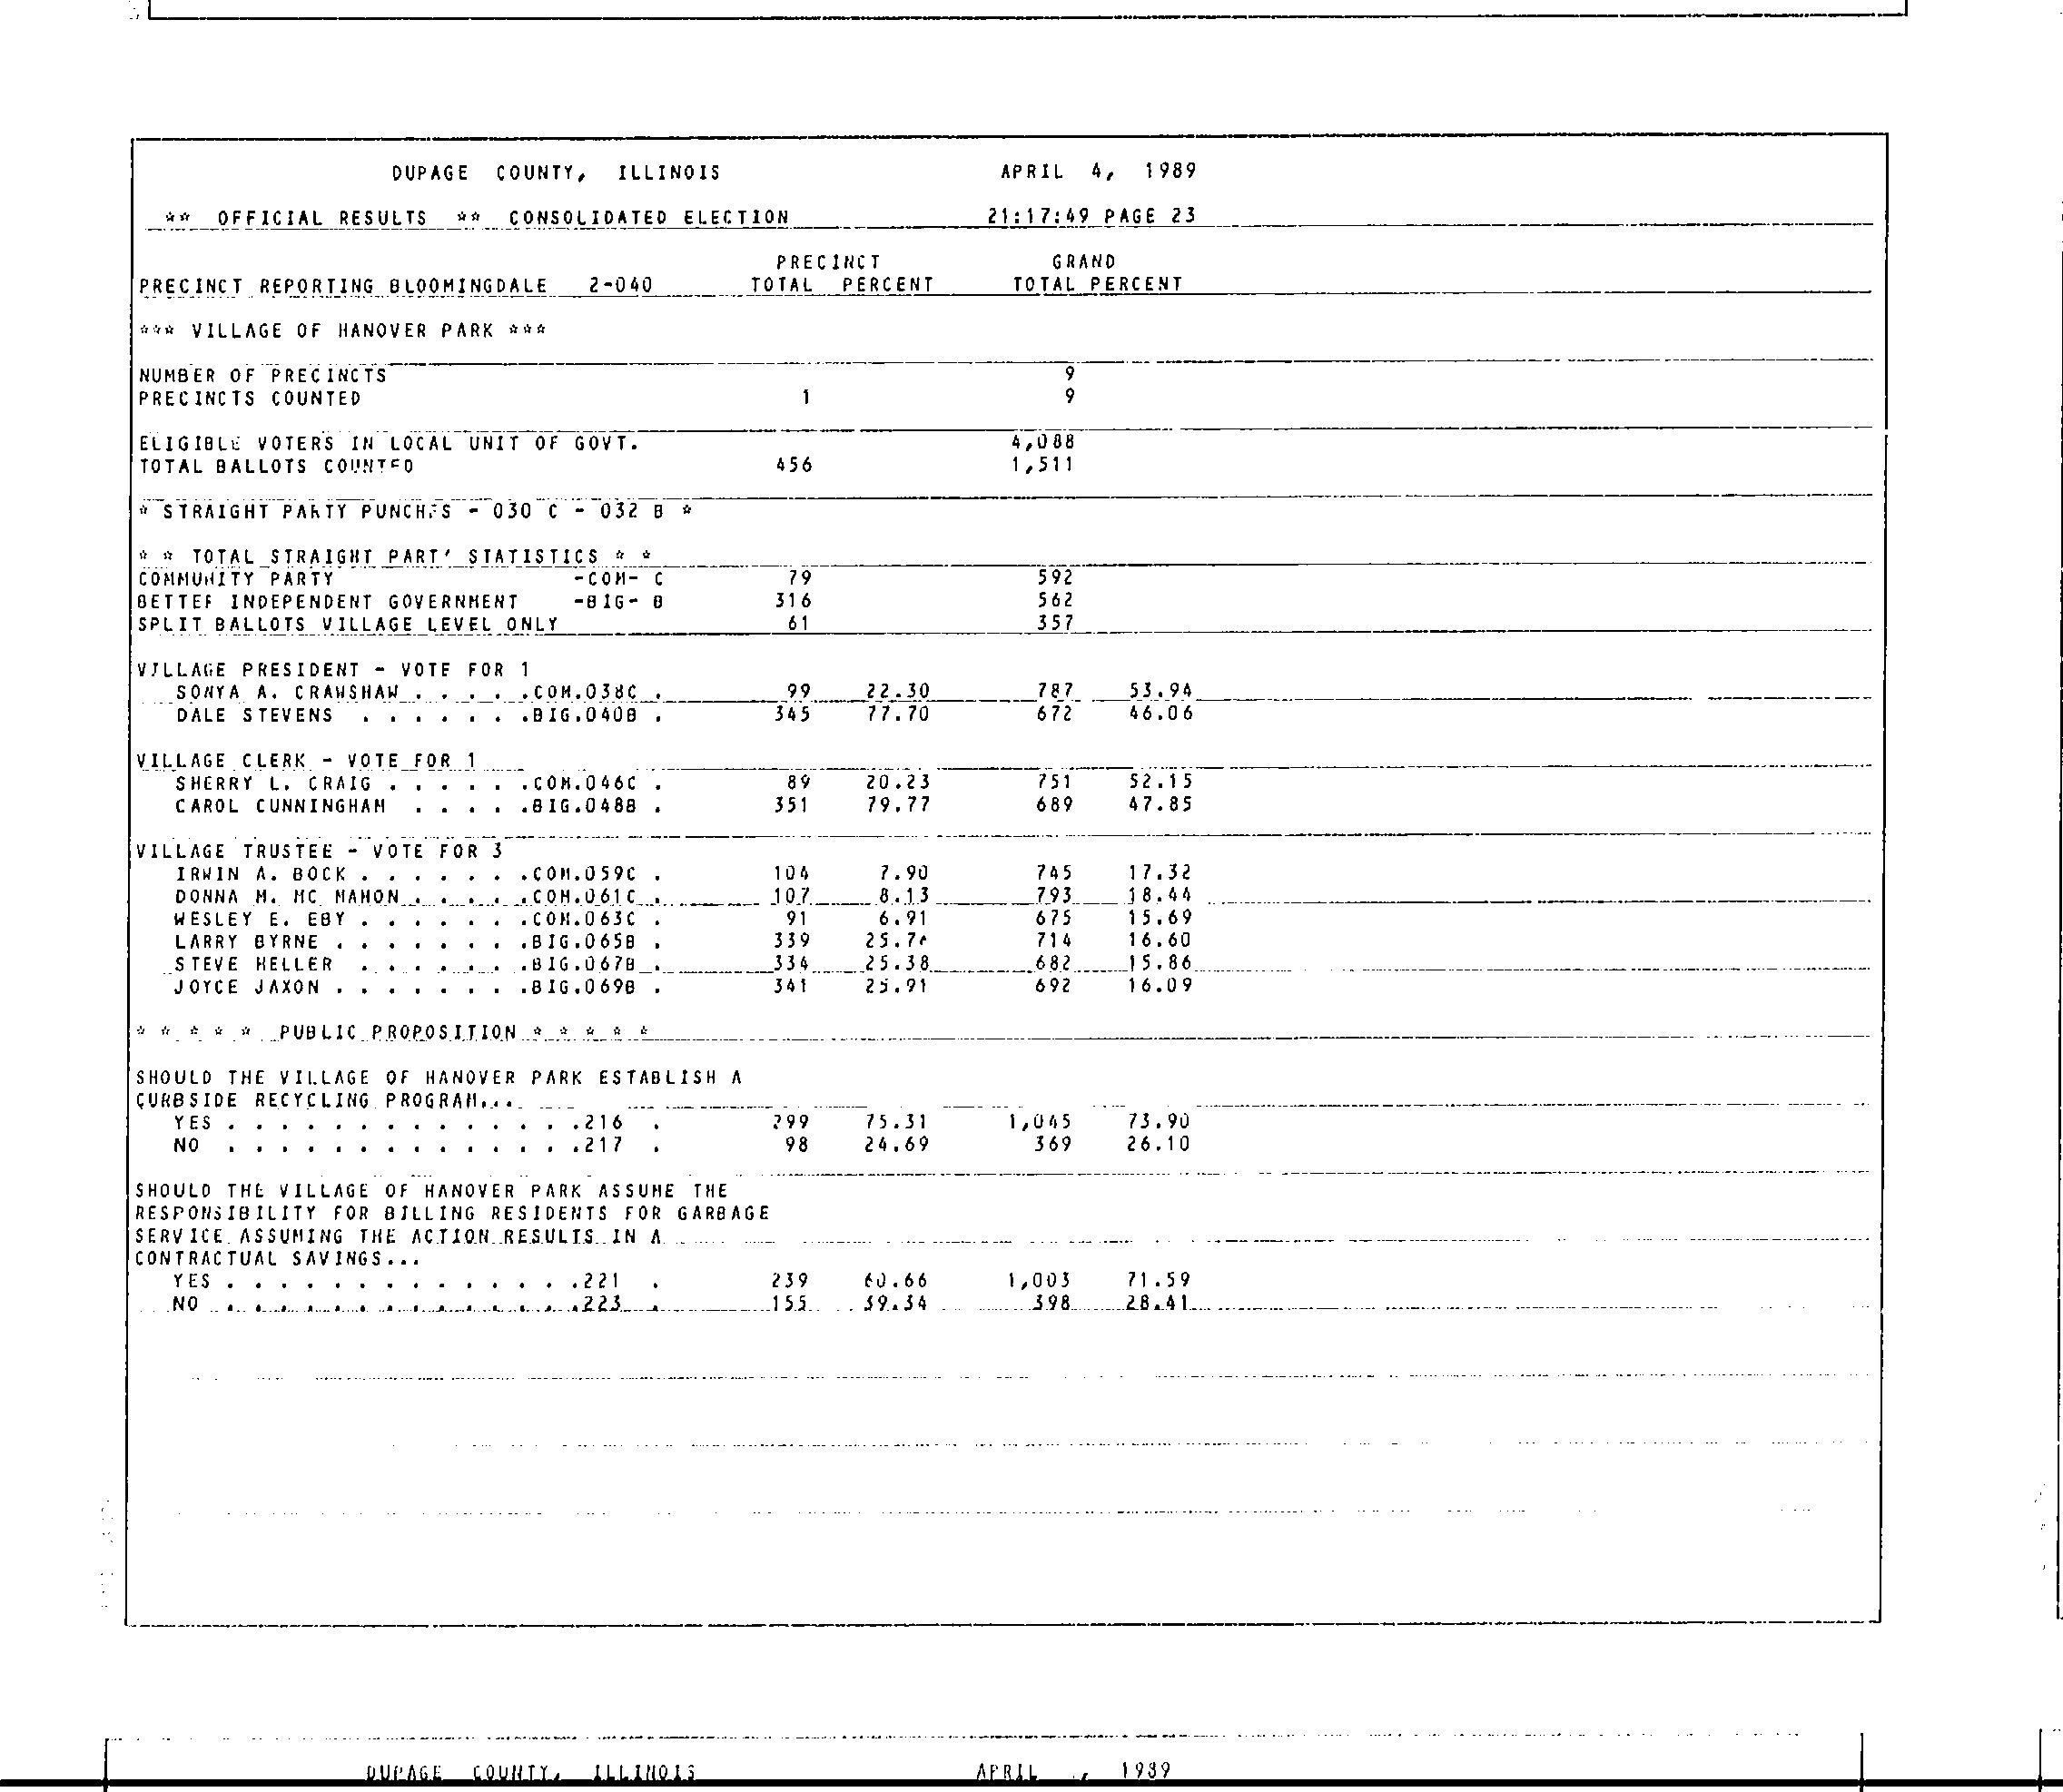 DUPAGE COUNTY, ILLINOIS APRIL 4, 1989
** OFFICIAL RESULTS ** CONSOLIDATED ELECTION 21:17:49 PAGE 23
PRECINCT GRAND
PRECINCT REPORTING BLOOMINGDALE 2-040 TOTAL PERCENT TOTAL PERCENT
*** VILLAGE OF HANOVER PARK ***
NUMBER OF PRECINCTS 9
PRECINCTS COUNTED 1 9
ELIGIBLE VOTERS IN LOCAL UNIT OF GOVT. 4,088
TOTAL BALLOTS COUNTED 456 1,511
* STRAIGHT PARTY PUNCHES - 030 C - 032 B *
* * TOTAL STRAIGHT PART' STATISTICS * *
COMMUNITY PARTY -COM- C 79 592
BETTER INDEPENDENT GOVERNMENT -BIG- B 316 562
SPLIT BALLOTS VILLAGE LEVEL ONLY 61 357
VILLAGE PRESIDENT - VOTE FOR 1
SONYA A. CRAWSHAW . . . . .COM.038C . 99 22.30 787 53.94
DALE STEVENS . . . . . . .BIG.040B . 345 77.70 672 46.06
VILLAGE CLERK - VOTE FOR 1
SHERRY L. CRAIG . . . . . .COM.046C . 89 20.23 751 52.15
CAROL CUNNINGHAM . . . . .BIG.048B . 351 79.77 689 47.85
VILLAGE TRUSTEE - VOTE FOR 3
IRWIN A. BOCK . . . . . . .COM.059C . 104 7.90 745 17.32
DONNA M. MC MAHON . . . . .COM.061C . 107 8.13 793 18.44
WESLEY E. EBY . . . . . . .COM.063C . 91 6.91 675 15.69
LARRY BYRNE . . . . . . . .BIG.065B . 339 25.76 714 16.60
STEVE HELLER . . . . . . .BIG.067B . 334 25.38 682 15.86
JOYCE JAXON . . . . . . . .BIG.069B . 341 25.91 692 16.09
* * * * * PUBLIC PROPOSITION * * * * *
SHOULD THE VILLAGE OF HANOVER PARK ESTABLISH A
CURBSIDE RECYCLING PROGRAM...
YES . . . . . . . . . . . . . .216 . 299 75.31 1,045 73.90
NO . . . . . . . . . . . . . .217 . 98 24.69 369 26.10
SHOULD THE VILLAGE OF HANOVER PARK ASSUME THE
RESPONSIBILITY FOR BILLING RESIDENTS FOR GARBAGE
SERVICE ASSUMING THE ACTION RESULTS IN A
CONTRACTUAL SAVINGS...
YES . . . . . . . . . . . . . .221 . 239 60.66 1,003 71.59
NO . . . . . . . . . . . . . .223 . 155 39.34 398 28.41
DUPAGE COUNTY, ILLINOIS APRIL , 1989